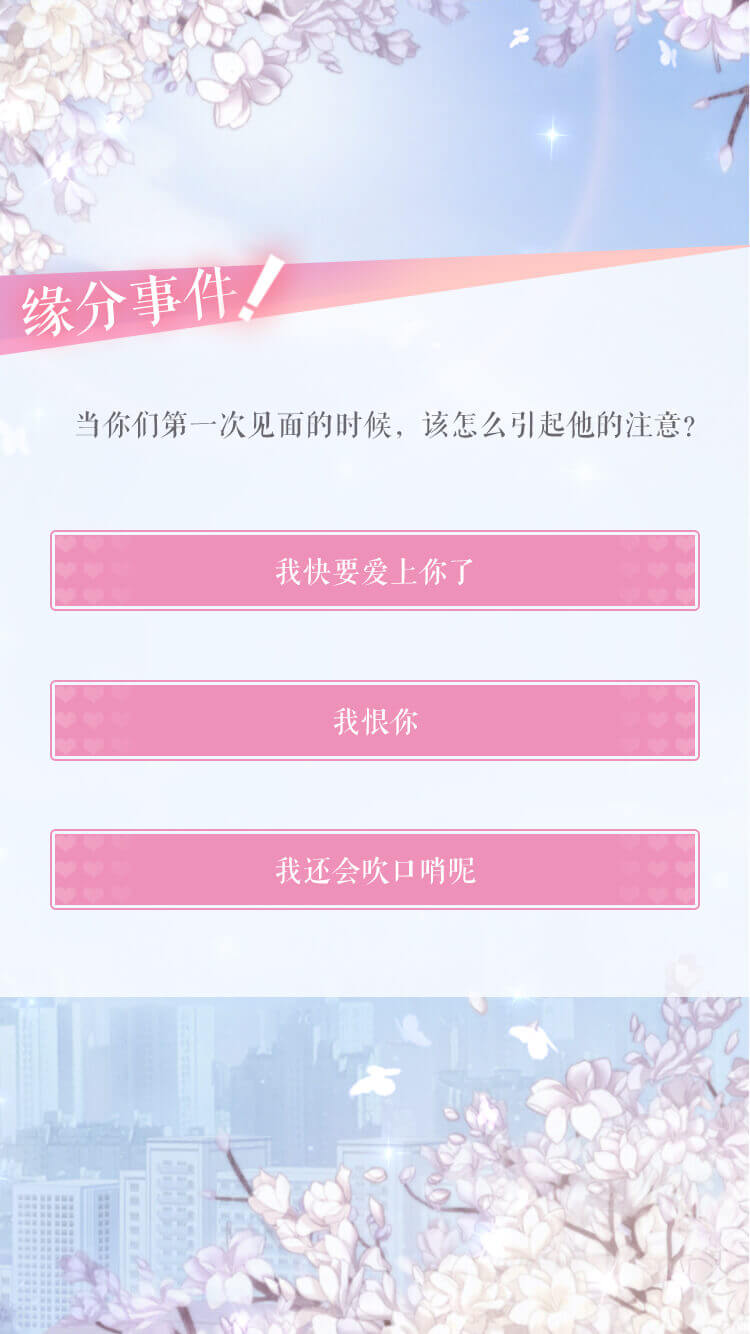 缘分事件!
当你们第一次见面的时候，该怎么引起他的注意?
我快要爱上你了
我恨你
我还会吹口哨呢